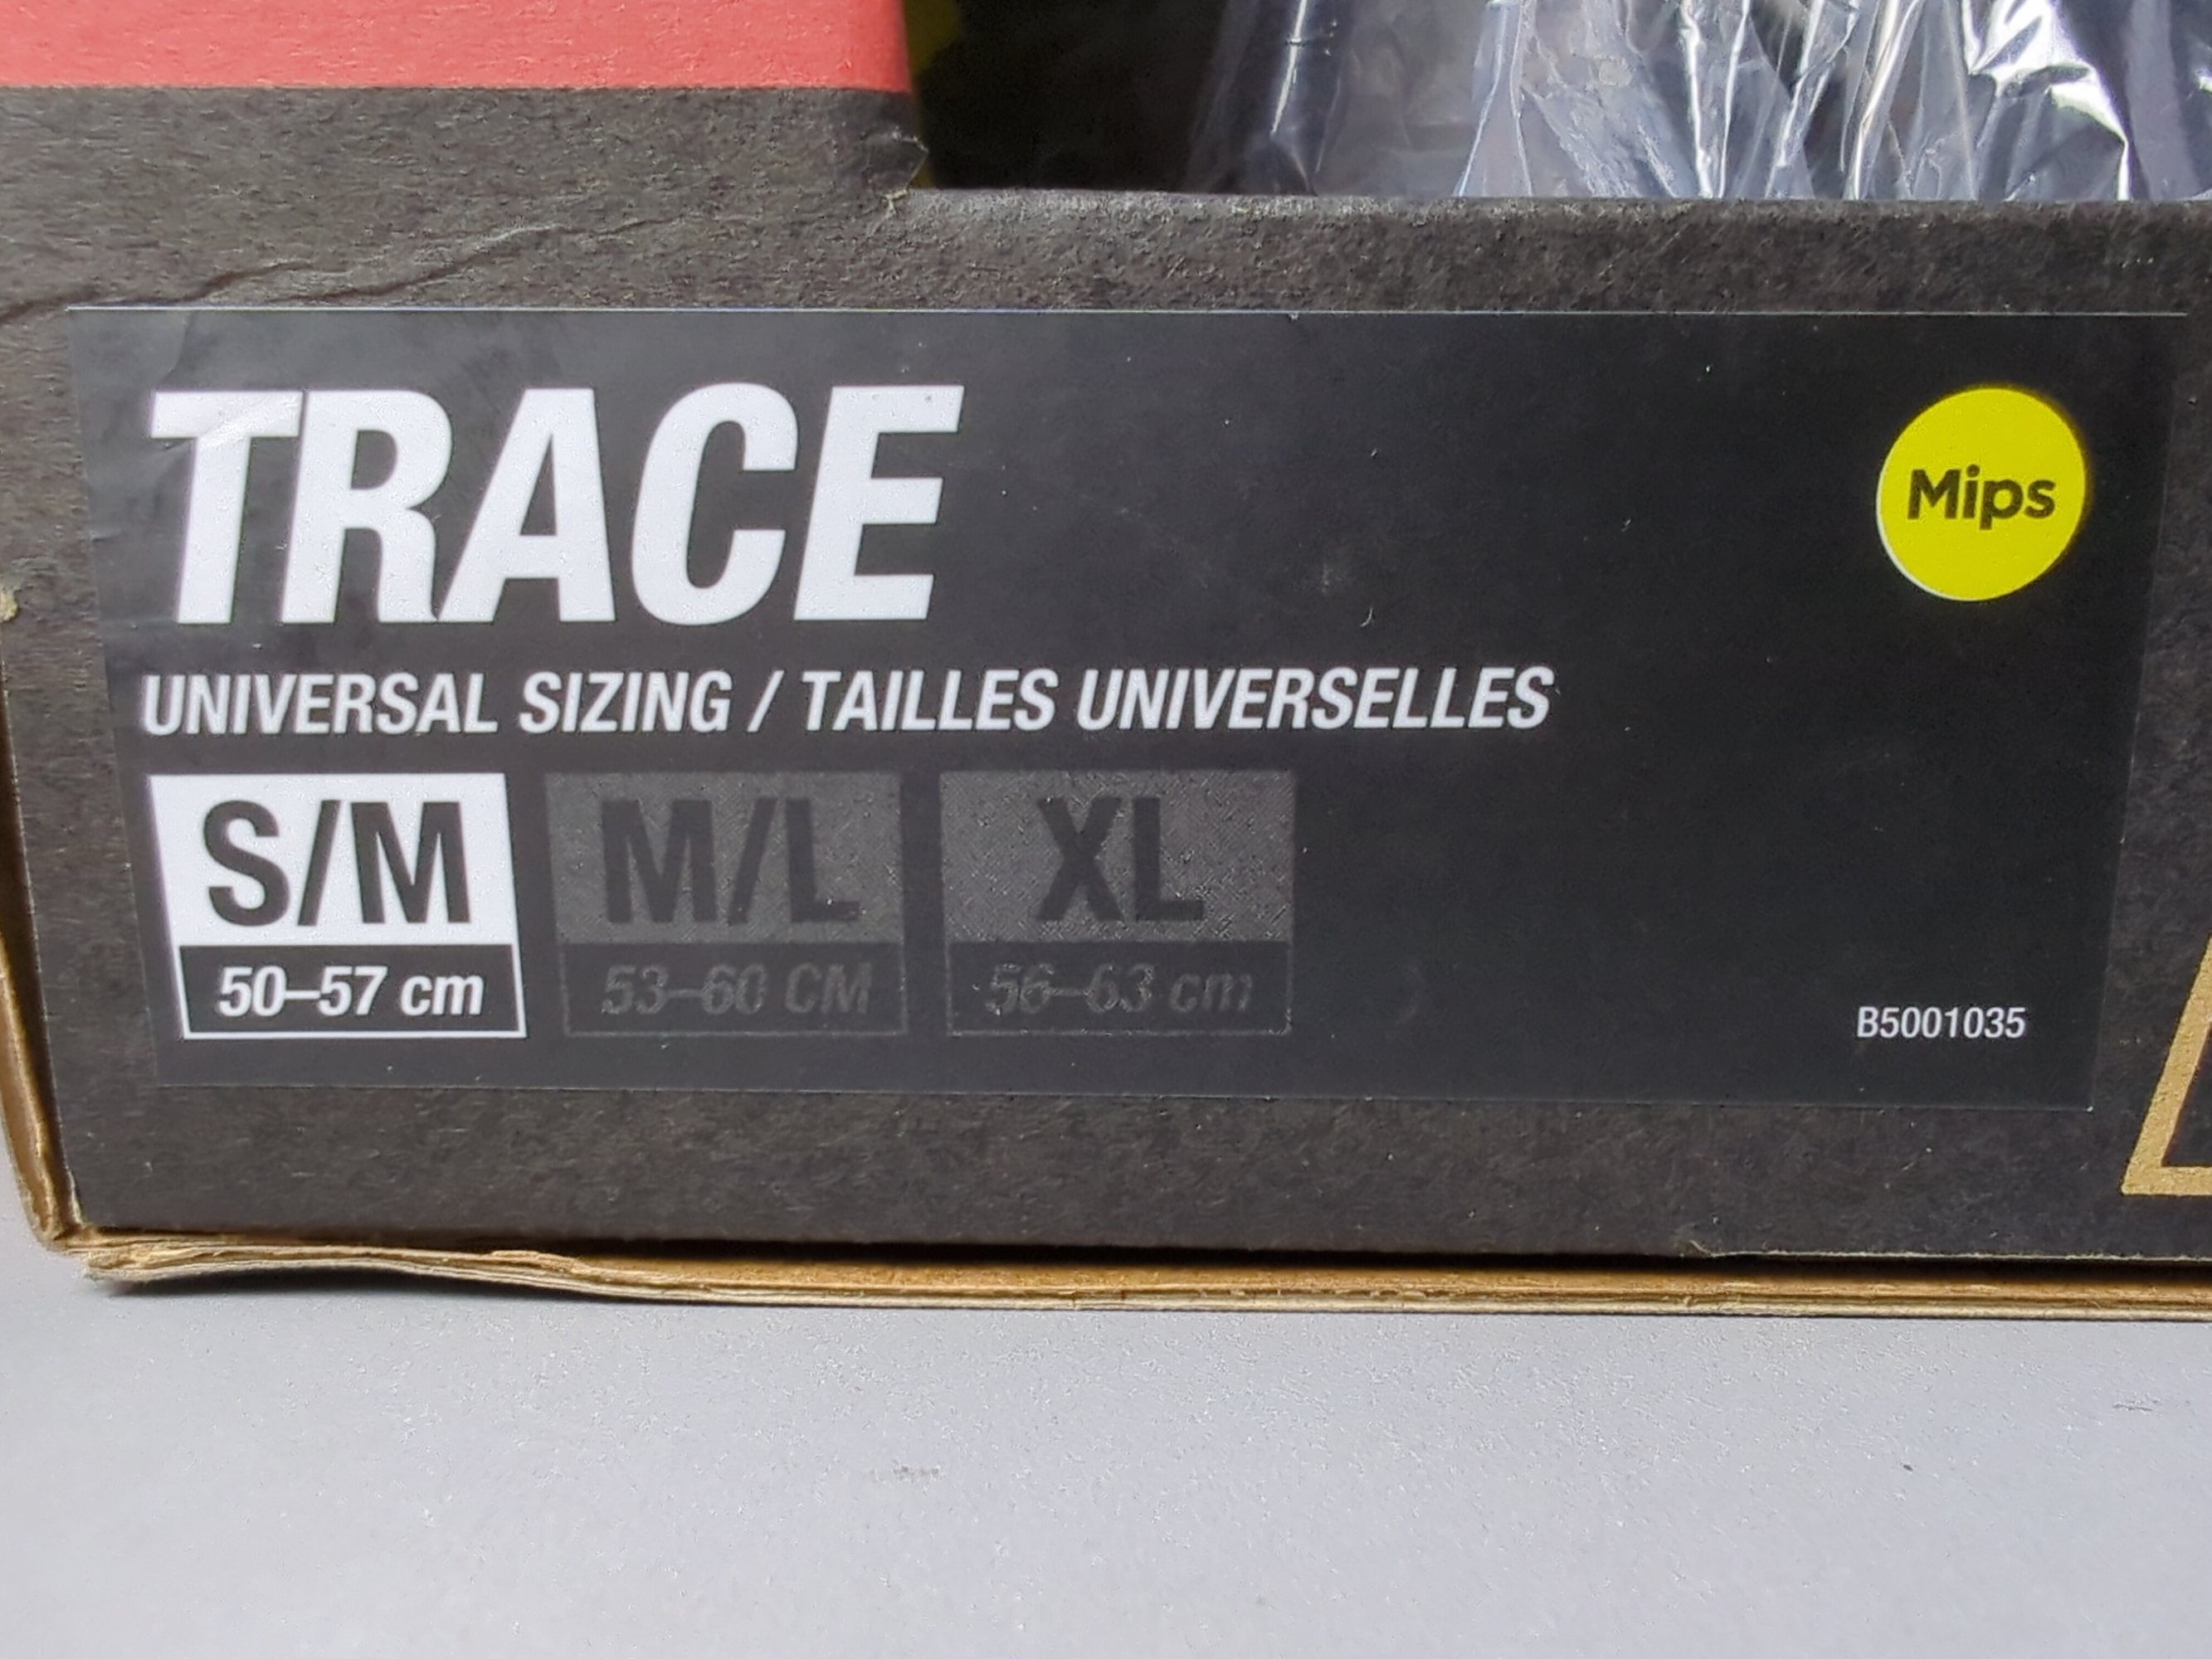 TRACE
Mips
UNIVERSAL SIZING / TAILLES UNIVERSELLES
S/M M/L XL
50–57 cm 53–60 CM 56–63 cm
B5001035